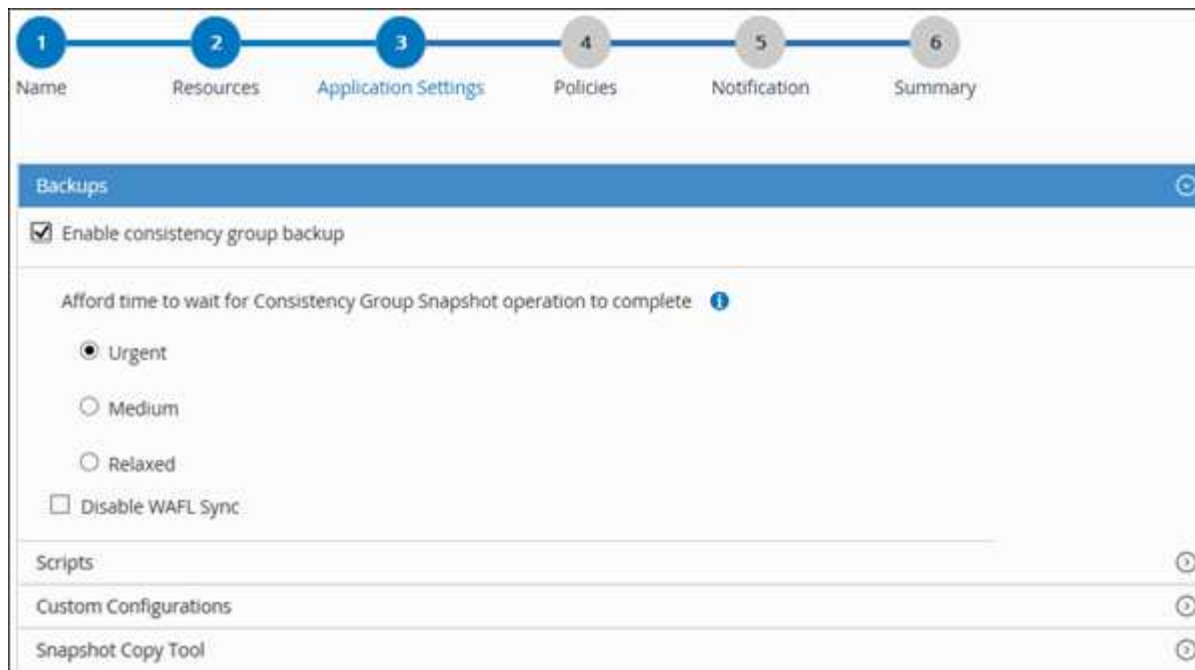 1 2 3 4 5 6
Name Resources Application Settings Policies Notification Summary
Backups
Enable consistency group backup
Afford time to wait for Consistency Group Snapshot operation to complete
Urgent
Medium
Relaxed
Disable WAFL Sync
Scripts
Custom Configurations
Snapshot Copy Tool